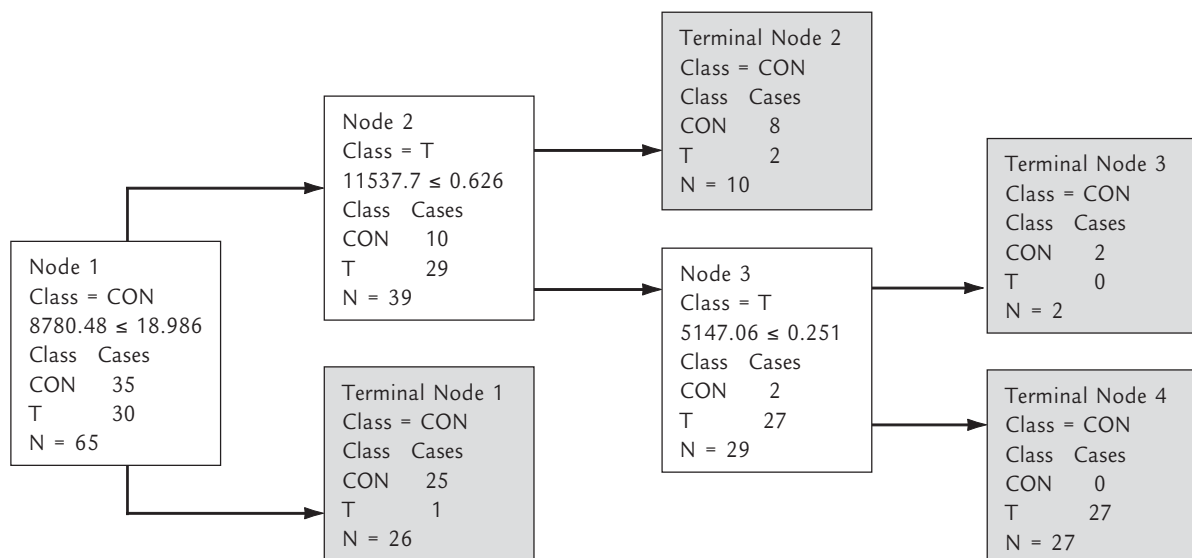 Node 1
Class = CON
8780.48 ≤ 18.986
Class Cases
CON 35
T 30
N = 65
Node 2
Class = T
11537.7 ≤ 0.626
Class Cases
CON 10
T 29
N = 39
Terminal Node 1
Class = CON
Class Cases
CON 25
T 1
N = 26
Terminal Node 2
Class = CON
Class Cases
CON 8
T 2
N = 10
Node 3
Class = T
5147.06 ≤ 0.251
Class Cases
CON 2
T 27
N = 29
Terminal Node 3
Class = CON
Class Cases
CON 2
T 0
N = 2
Terminal Node 4
Class = CON
Class Cases
CON 0
T 27
N = 27